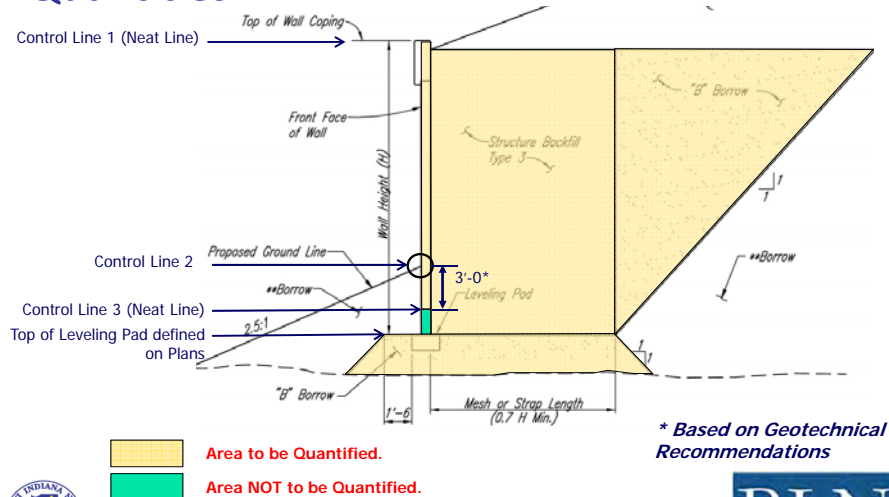 Top of Wall Coping
Control Line 1 (Neat Line)
"B" Borrow
Front Face
of Wall
Structure Backfill
Type 3
Wall Height (H)
1
1
Proposed Ground Line
Control Line 2
**Borrow
**Borrow
3'-0*
Leveling Pad
Control Line 3 (Neat Line)
2.5:1
Top of Leveling Pad defined
on Plans
1
1
"B" Borrow
1'-6
Mesh or Strap Length
(0.7 H Min.)
* Based on Geotechnical
Recommendations
Area to be Quantified.
Area NOT to be Quantified.
INDIANA